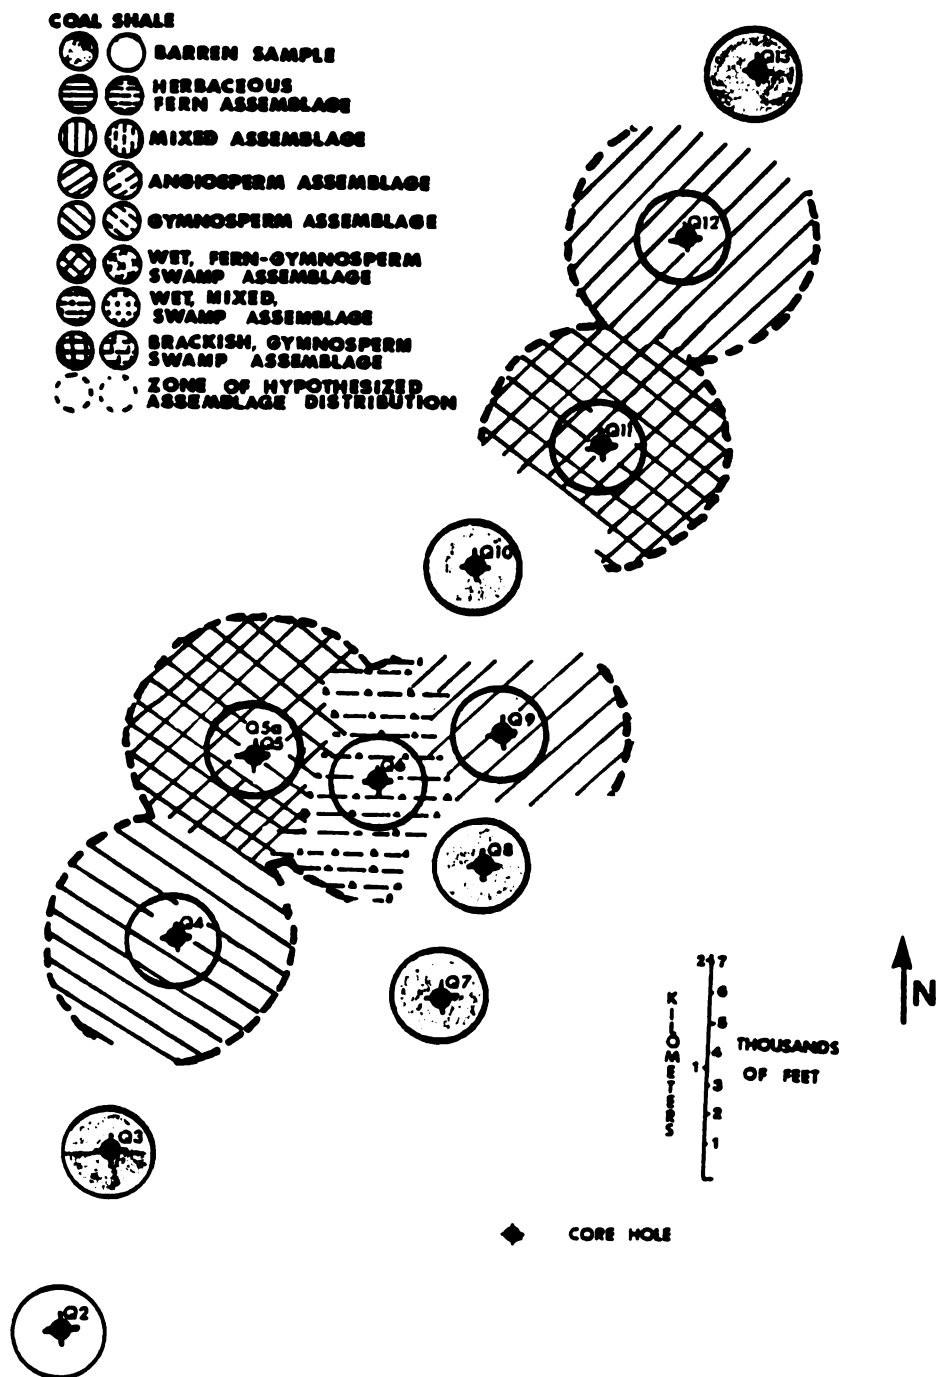 COAL SHALE
BARREN SAMPLE
HERBACEOUS
FERN ASSEMBLAGE
MIXED ASSEMBLAGE
ANGIOSPERM ASSEMBLAGE
GYMNOSPERM ASSEMBLAGE
WET, FERN-GYMNOSPERM
SWAMP ASSEMBLAGE
WET, MIXED,
SWAMP ASSEMBLAGE
BRACKISH, GYMNOSPERM
SWAMP ASSEMBLAGE
ZONE OF HYPOTHESIZED
ASSEMBLAGE DISTRIBUTION
Q13
Q12
Q11
Q10
Q9
Q5a
Q5
Q6
Q8
Q4
Q7
Q3
Q2
2 7
6
5
4
1
3
2
1
KILOMETERS
THOUSANDS
OF FEET
N
CORE HOLE